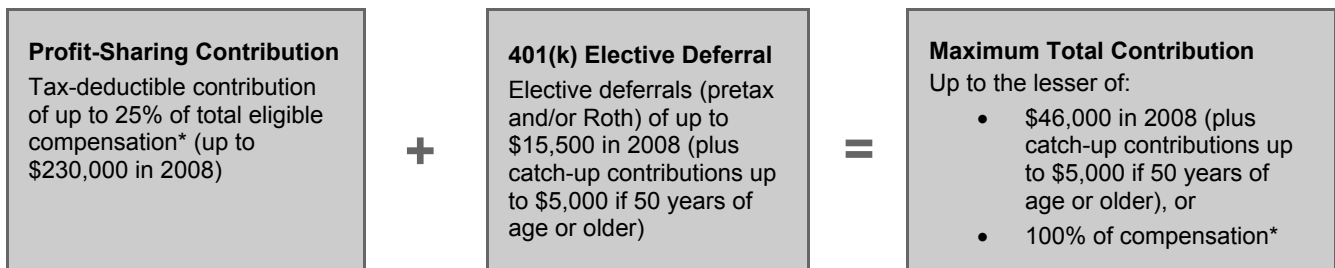 Profit-Sharing Contribution
Tax-deductible contribution
of up to 25% of total eligible
compensation* (up to
$230,000 in 2008)
+
401(k) Elective Deferral
Elective deferrals (pretax
and/or Roth) of up to
$15,500 in 2008 (plus
catch-up contributions up
to $5,000 if 50 years of
age or older)
=
Maximum Total Contribution
Up to the lesser of:
• $46,000 in 2008 (plus
catch-up contributions up
to $5,000 if 50 years of
age or older), or
• 100% of compensation*